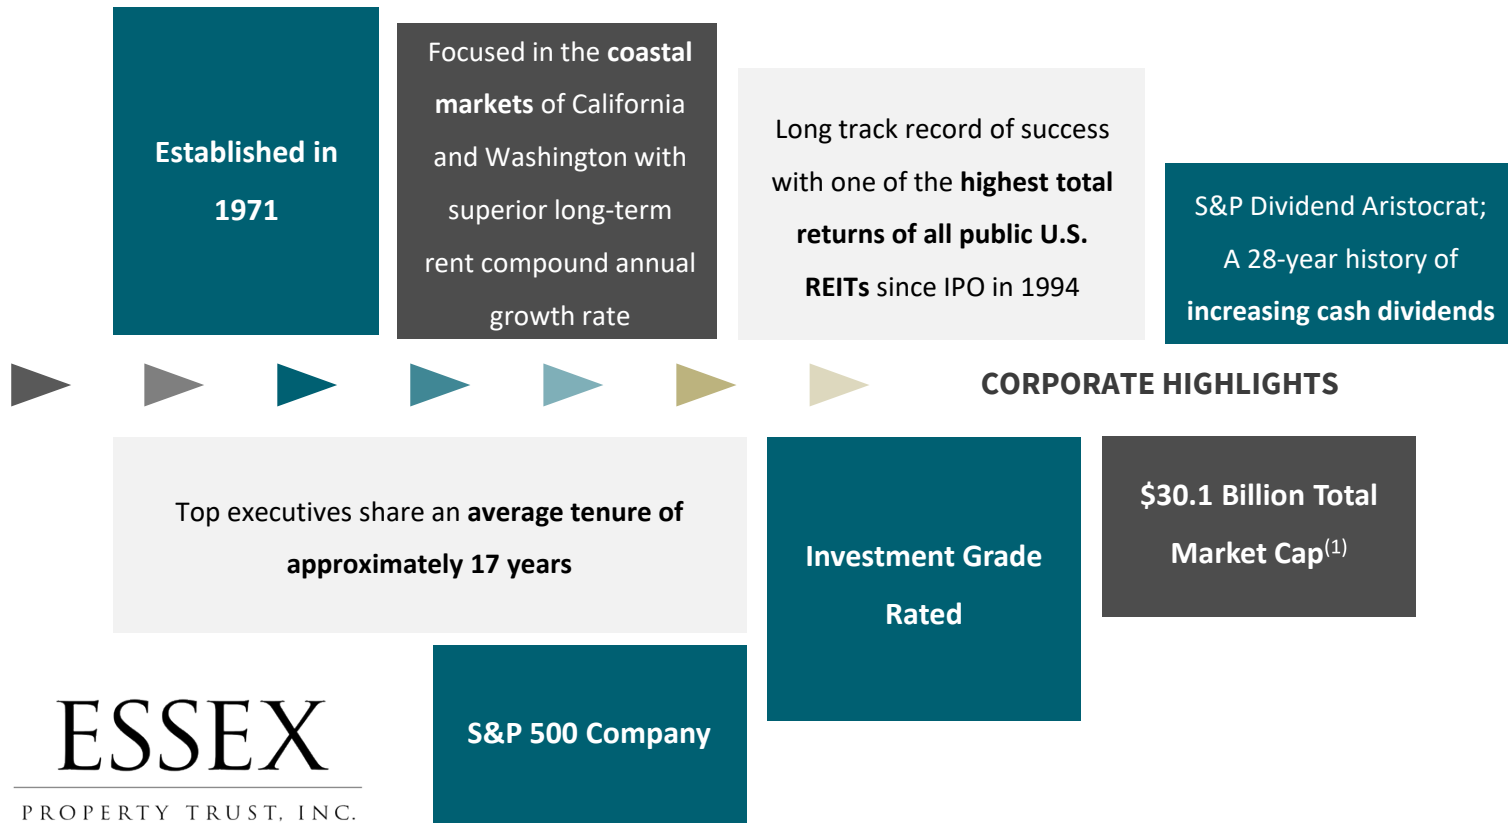 Established in
1971
Focused in the coastal
markets of California
and Washington with
superior long-term
rent compound annual
growth rate
Long track record of success
with one of the highest total
returns of all public U.S.
REITs since IPO in 1994
S&P Dividend Aristocrat;
A 28-year history of
increasing cash dividends
CORPORATE HIGHLIGHTS
Top executives share an average tenure of
approximately 17 years
Investment Grade
Rated
$30.1 Billion Total
Market Cap(1)
S&P 500 Company
ESSEX
PROPERTY TRUST, INC.